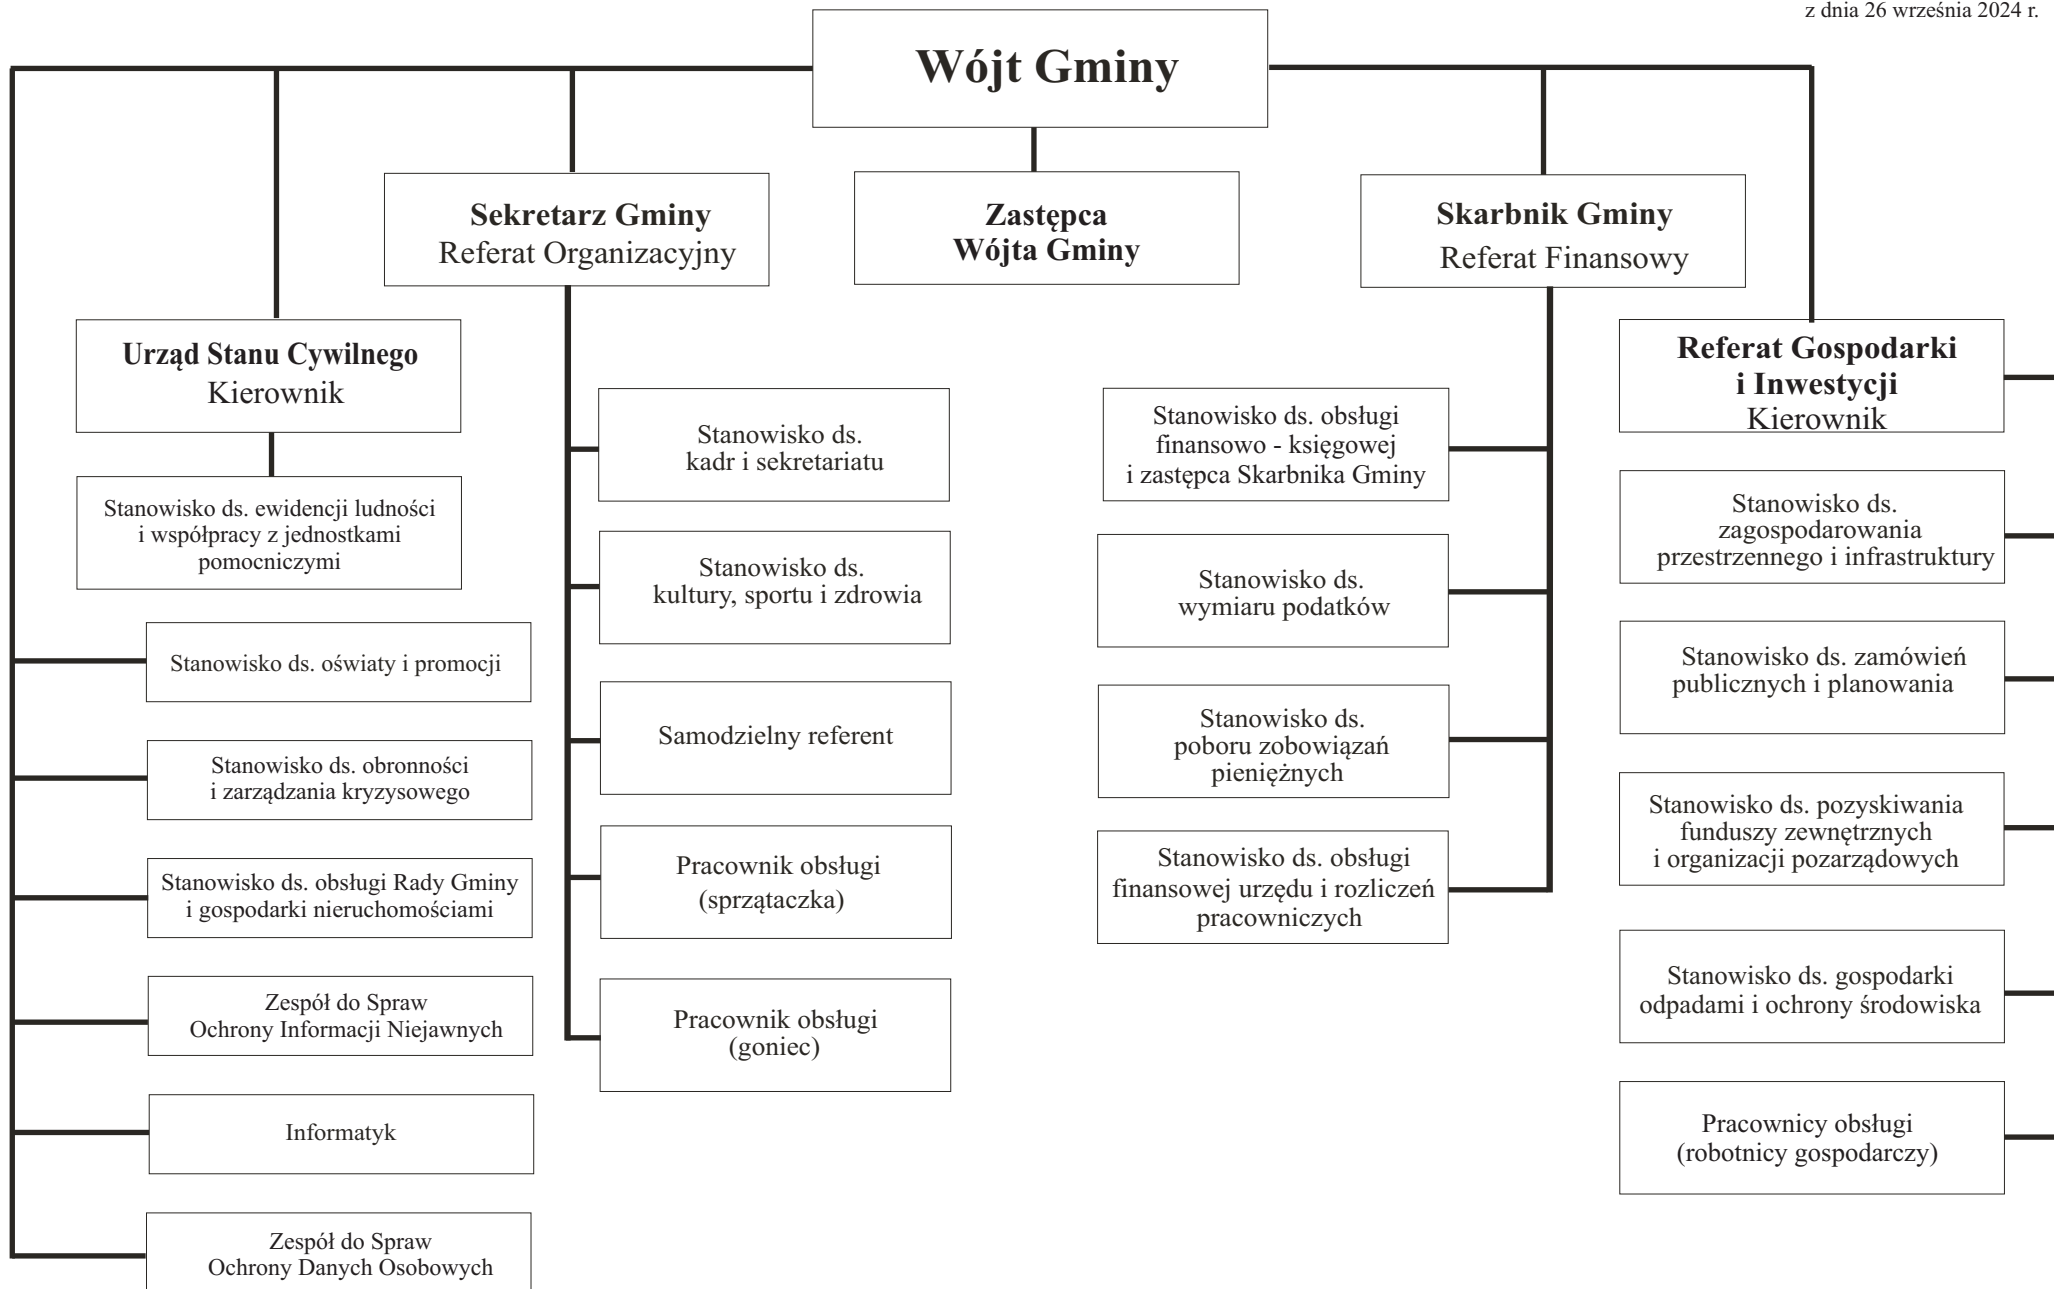 z dnia 26 września 2024 r.
Wójt Gminy
Sekretarz Gminy
Referat Organizacyjny
Zastępca
Wójta Gminy
Skarbnik Gminy
Referat Finansowy
Urząd Stanu Cywilnego
Kierownik
Referat Gospodarki
i Inwestycji
Kierownik
Stanowisko ds. ewidencji ludności
i współpracy z jednostkami
pomocniczymi
Stanowisko ds. oświaty i promocji
Stanowisko ds. obronności
i zarządzania kryzysowego
Stanowisko ds. obsługi Rady Gminy
i gospodarki nieruchomościami
Zespół do Spraw
Ochrony Informacji Niejawnych
Informatyk
Zespół do Spraw
Ochrony Danych Osobowych
Stanowisko ds.
kadr i sekretariatu
Stanowisko ds.
kultury, sportu i zdrowia
Samodzielny referent
Pracownik obsługi
(sprzątaczka)
Pracownik obsługi
(goniec)
Stanowisko ds. obsługi
finansowo - księgowej
i zastępca Skarbnika Gminy
Stanowisko ds.
wymiaru podatków
Stanowisko ds.
poboru zobowiązań
pieniężnych
Stanowisko ds. obsługi
finansowej urzędu i rozliczeń
pracowniczych
Stanowisko ds.
zagospodarowania
przestrzennego i infrastruktury
Stanowisko ds. zamówień
publicznych i planowania
Stanowisko ds. pozyskiwania
funduszy zewnętrznych
i organizacji pozarządowych
Stanowisko ds. gospodarki
odpadami i ochrony środowiska
Pracownicy obsługi
(robotnicy gospodarczy)